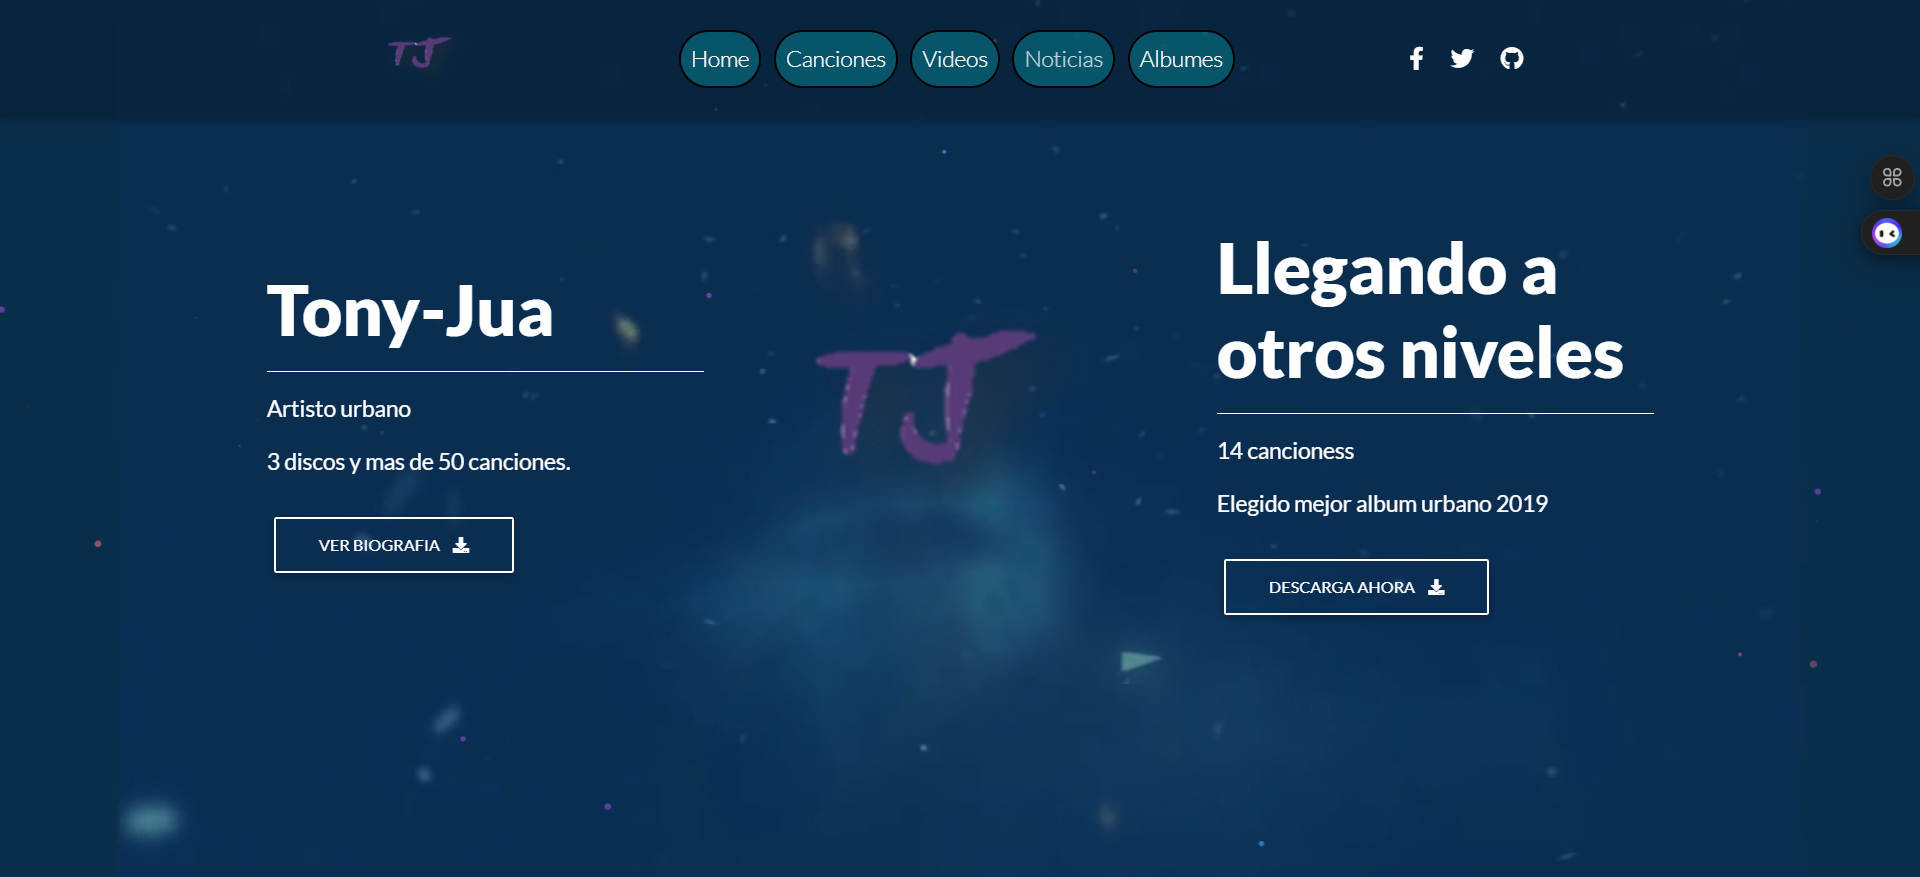 TJ
Home
Canciones
Videos
Noticias
Albumes
Tony-Jua
Artisto urbano
3 discos y mas de 50 canciones.
VER BIOGRAFIA
TJ
Llegando a
otros niveles
14 cancioness
Elegido mejor album urbano 2019
DESCARGA AHORA